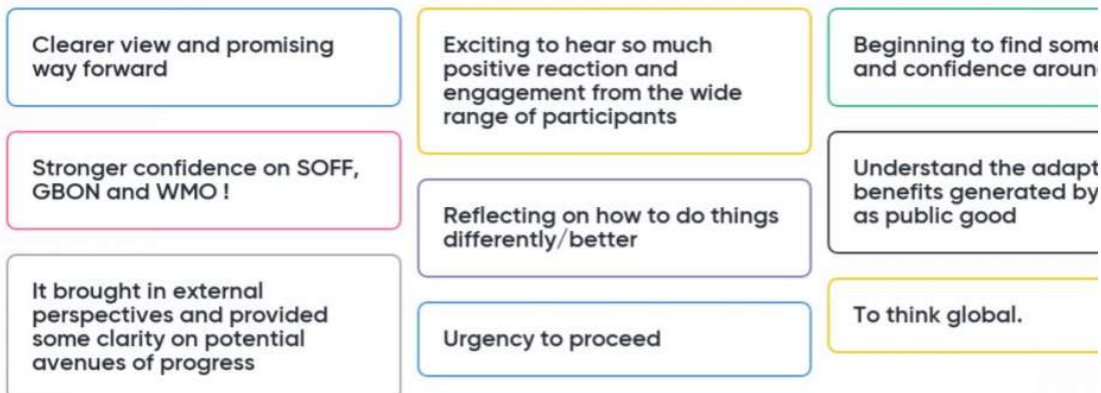 Clearer view and promising
way forward
Stronger confidence on SOFF,
GBON and WMO !
It brought in external
perspectives and provided
some clarity on potential
avenues of progress
Exciting to hear so much
positive reaction and
engagement from the wide
range of participants
Reflecting on how to do things
differently/better
Urgency to proceed
Beginning to find some
and confidence
Understand the
benefits generated by
as public good
To think global.